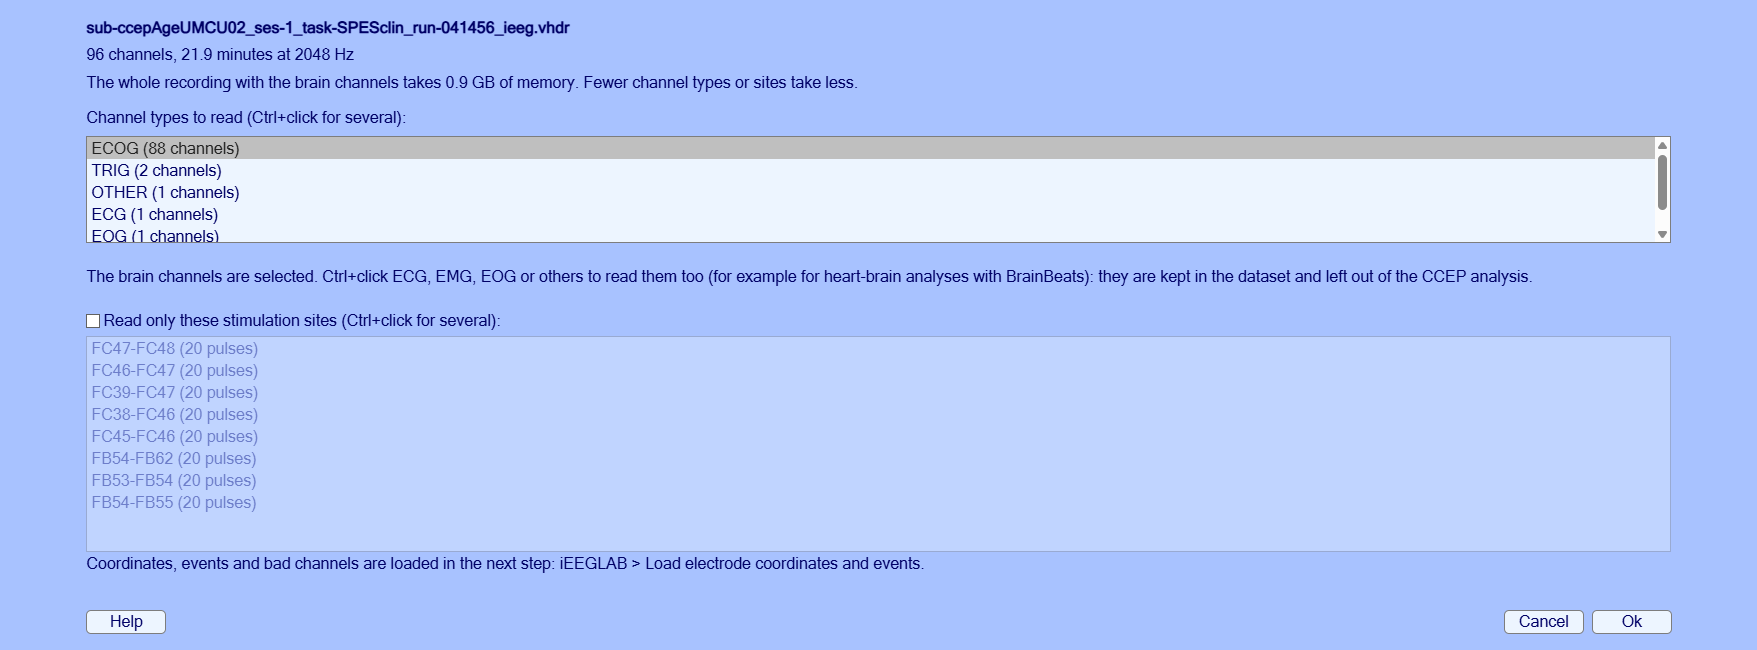 sub-ccepAgeUMCU02_ses-1_task-SPESclin_run-041456_ieeg.vhdr
96 channels, 21.9 minutes at 2048 Hz
The whole recording with the brain channels takes 0.9 GB of memory. Fewer channel types or sites take less.
Channel types to read (Ctrl+click for several):
ECOG (88 channels)
TRIG (2 channels)
OTHER (1 channels)
ECG (1 channels)
EOG (1 channels)
The brain channels are selected. Ctrl+click ECG, EMG, EOG or others to read them too (for example for heart-brain analyses with BrainBeats): they are kept in the dataset and left out of the CCEP analysis.
Read only these stimulation sites (Ctrl+click for several):
FC47-FC48 (20 pulses)
FC46-FC47 (20 pulses)
FC39-FC47 (20 pulses)
FC38-FC46 (20 pulses)
FC45-FC46 (20 pulses)
FB54-FB62 (20 pulses)
FB53-FB54 (20 pulses)
FB54-FB55 (20 pulses)
Coordinates, events and bad channels are loaded in the next step: iEEGLAB > Load electrode coordinates and events.
Help Cancel Ok